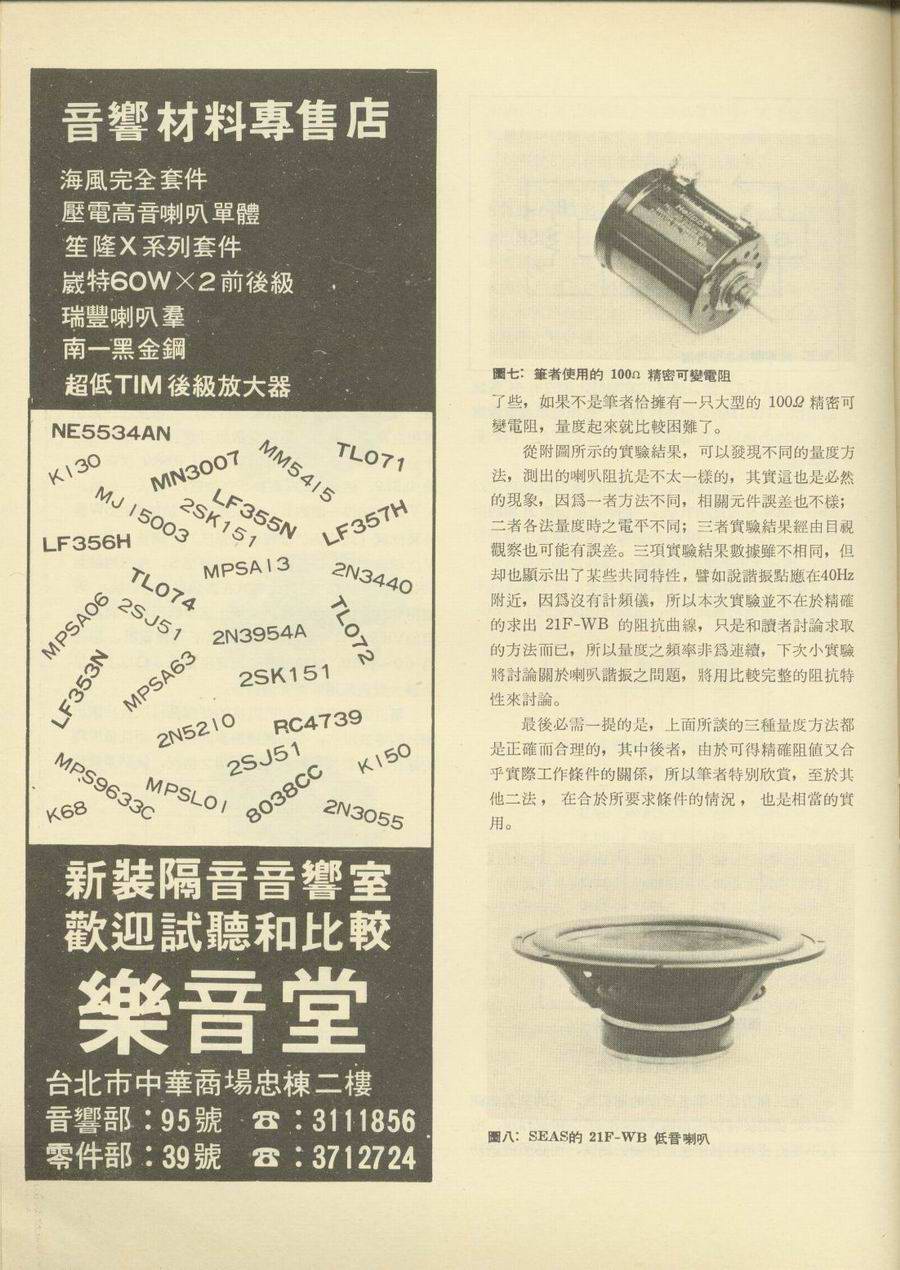 音響材料專售店
海風完全套件
壓電高音喇叭單體
笙隆X系列套件
崴特60W×2前後級
瑞豐喇叭羣
南一黑金鋼
超低TIM後級放大器
NE5534AN
K130
MN3007
MM5415
TL071
MJ15003
2SK151
LF355N
LF357H
LF356H
MPSA13
2N3440
TL074
MPSA06
2SJ51
2N3954A
TL072
LF353N
MPSA63
2SK151
2N5210
RC4739
2SJ51
K150
MPS9633C
MPSL01
8038CC
K68
2N3055
新裝隔音音響室
歡迎試聽和比較
樂音堂
台北市中華商場忠棟二樓
音響部：95號 ☎：3111856
零件部：39號 ☎：3712724
圖七：筆者使用的 100Ω 精密可變電阻
了些，如果不是筆者恰擁有一只大型的 100Ω 精密可
變電阻，量度起來就比較困難了。
從附圖所示的實驗結果，可以發現不同的量度方
法，測出的喇叭阻抗是不太一樣的，其實這也是必然
的現象，因爲一者方法不同，相關元件誤差也不樣；
二者各法量度時之電平不同；三者實驗結果經由目視
觀察也可能有誤差。三項實驗結果數據雖不相同，但
却也顯示出了某些共同特性，譬如說諧振點應在40Hz
附近，因爲沒有計頻儀，所以本次實驗並不在於精確
的求出 21F-WB 的阻抗曲線，只是和讀者討論求取
的方法而已，所以量度之頻率非爲連續，下次小實驗
將討論關於喇叭諧振之問題，將用比較完整的阻抗特
性來討論。
最後必需一提的是，上面所談的三種量度方法都
是正確而合理的，其中後者，由於可得精確阻值又合
乎實際工作條件的關係，所以筆者特別欣賞，至於其
他二法，在合於所要求條件的情況，也是相當的實
用。
圖八：SEAS的 21F-WB 低音喇叭